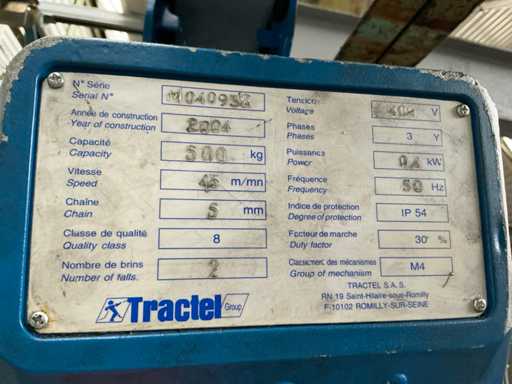 N° Série
Serial N°
Année de construction
Year of construction 2004
Capacité
Capacity 500 kg
Vitesse
Speed m/mn
Chaîne
Chain 5 mm
Classe de qualité
Quality class 8
Nombre de brins
Number of falls. 2
Tractel Group
Tension
Voltage V
Phases
Phases 3 Y
Puissance
Power kW
Fréquence
Frequency 50 Hz
Indice de protection
Degree of protection IP 54
Facteur de marche
Duty factor 30 %
Classement des mécanismes
Group of mechanism M4
TRACTEL S.A.S.
RN 19 Saint-Hilaire-sous-Romilly
F-10102 ROMILLY-SUR-SEINE